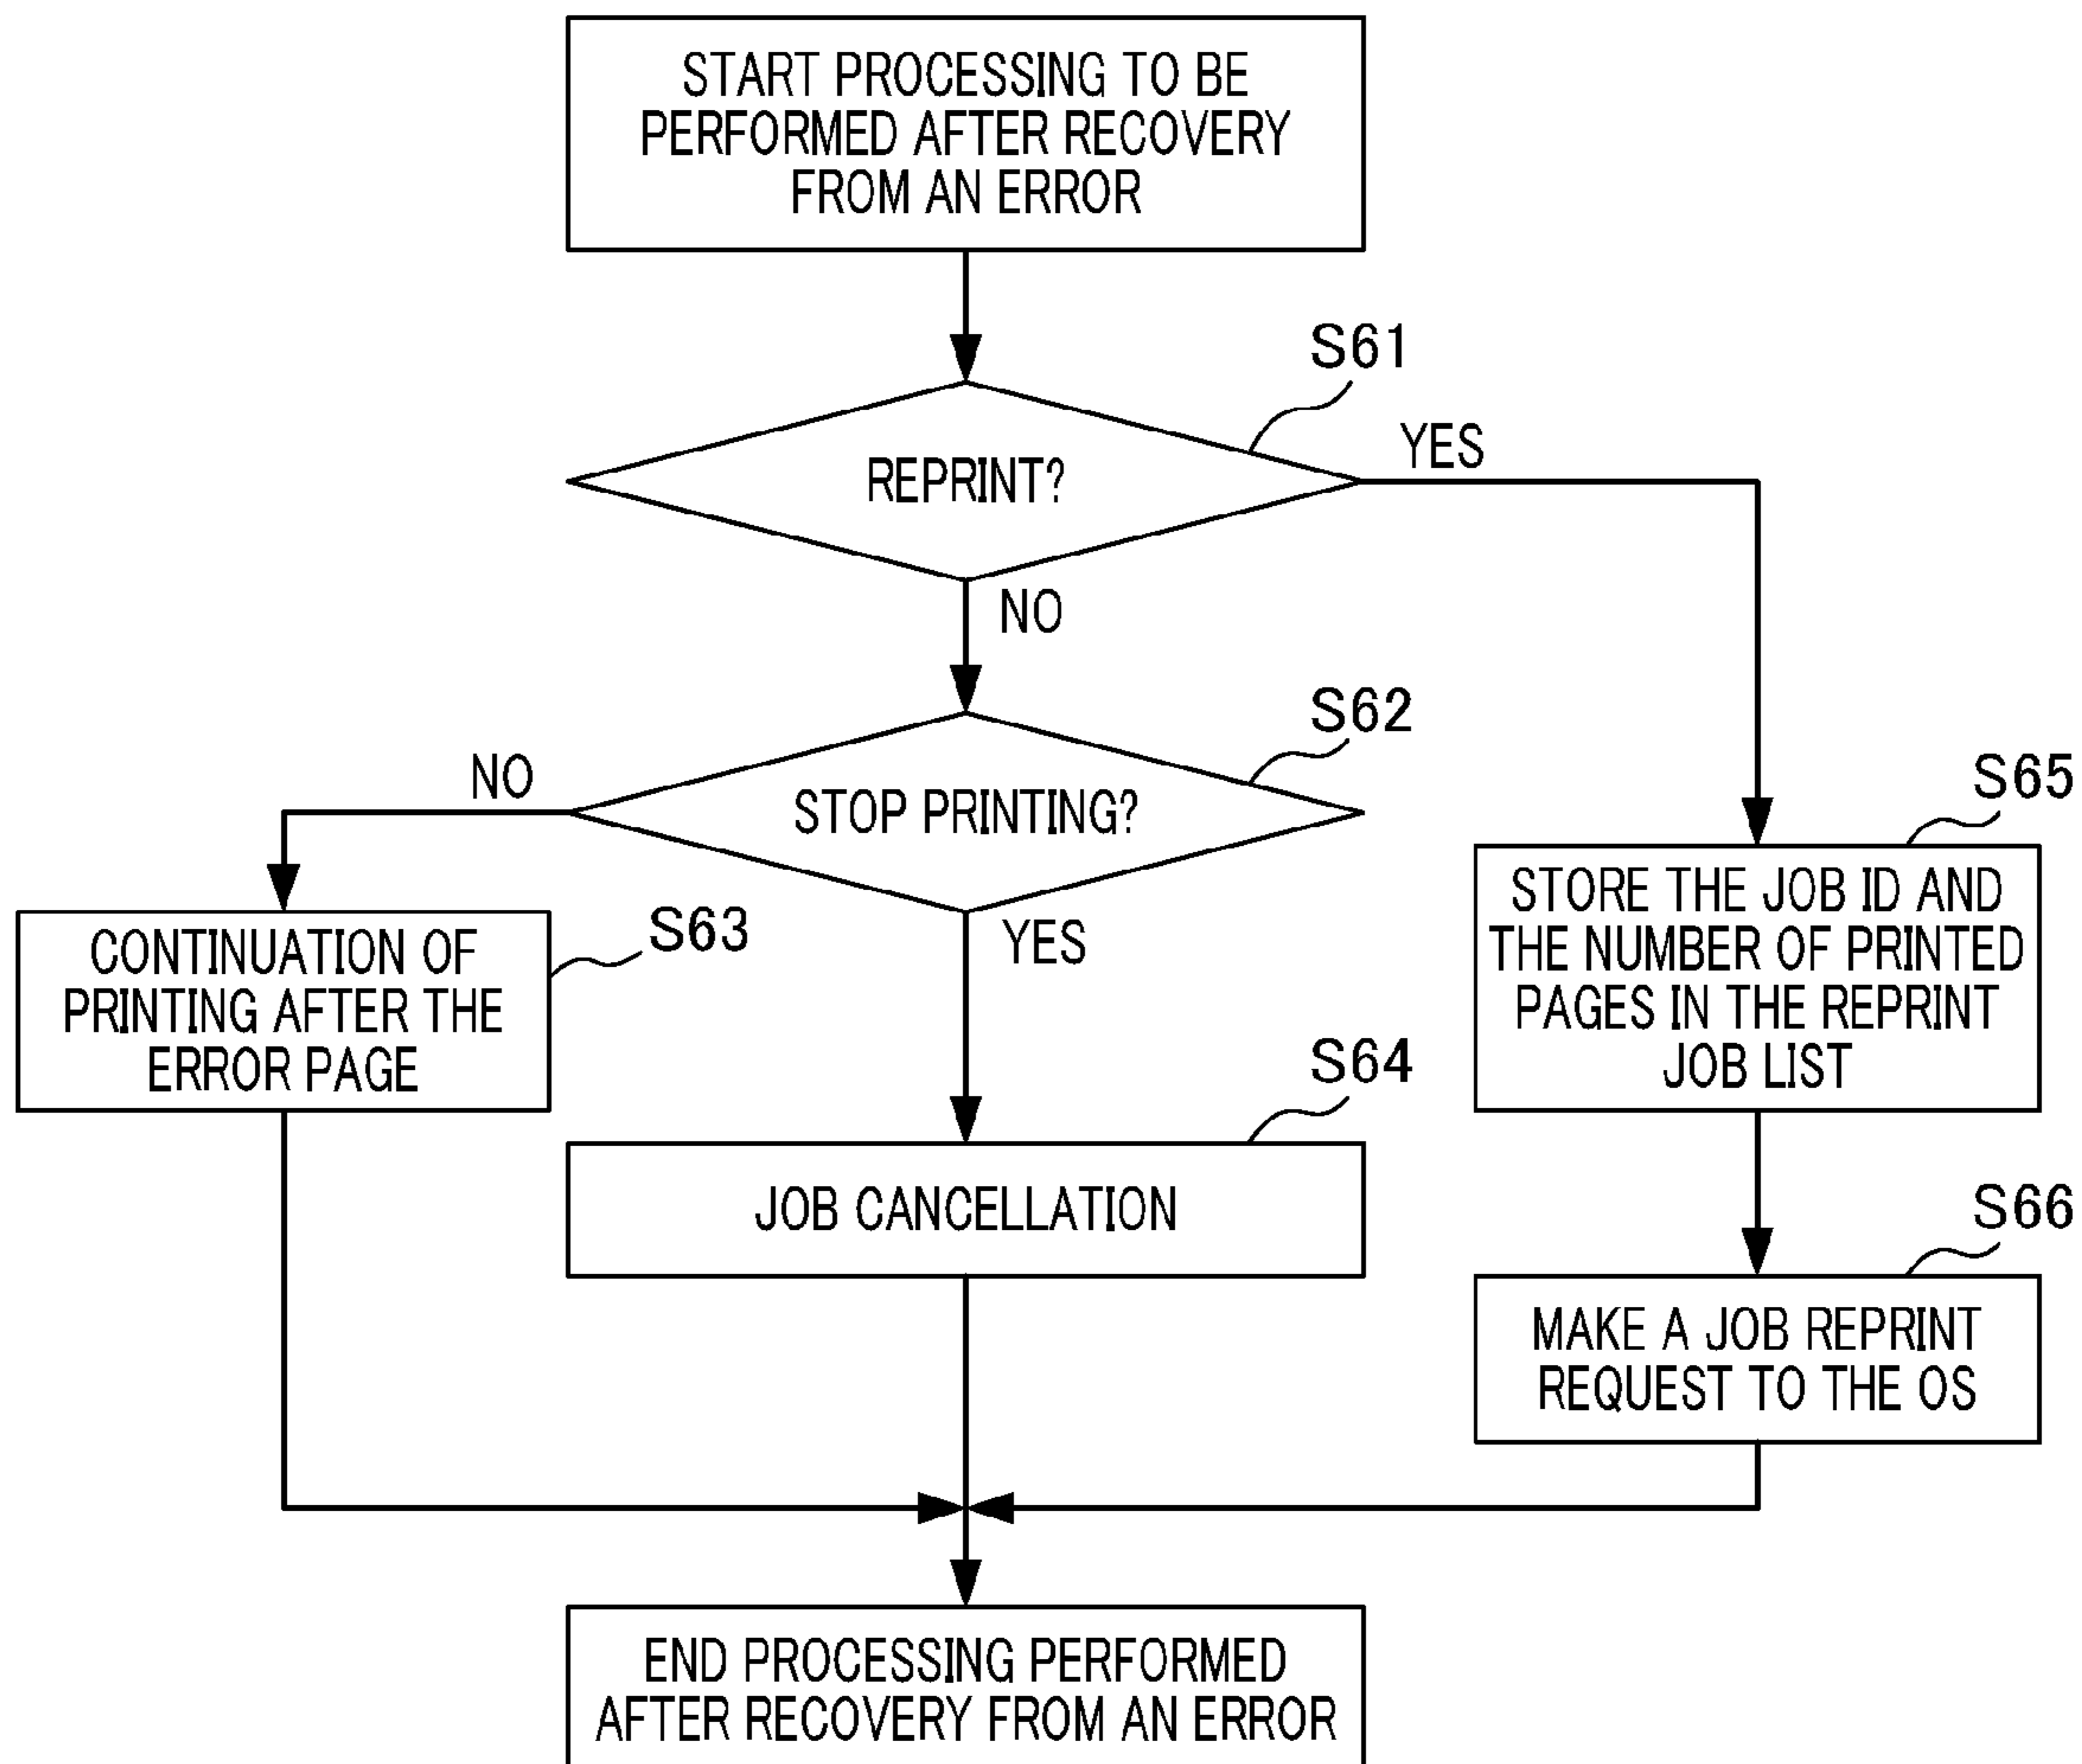 START PROCESSING TO BE
PERFORMED AFTER RECOVERY
FROM AN ERROR
S61
REPRINT?
YES
NO
S62
STOP PRINTING?
NO
YES
S63
CONTINUATION OF
PRINTING AFTER THE
ERROR PAGE
S64
JOB CANCELLATION
S65
STORE THE JOB ID AND
THE NUMBER OF PRINTED
PAGES IN THE REPRINT
JOB LIST
S66
MAKE A JOB REPRINT
REQUEST TO THE OS
END PROCESSING PERFORMED
AFTER RECOVERY FROM AN ERROR